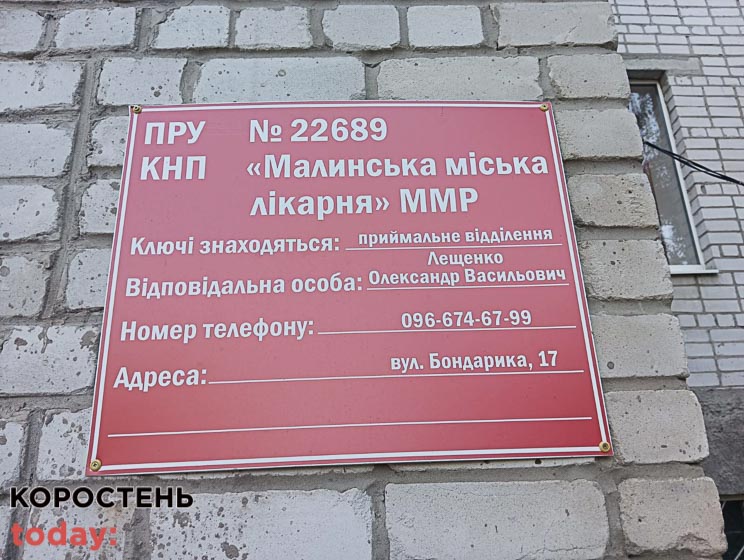 ПРУ № 22689
КНП «Малинська міська
лікарня» ММР
Ключі знаходяться: приймальне відділення
Лещенко
Відповідальна особа: Олександр Васильович
Номер телефону: 096-674-67-99
Адреса: вул. Бондарика, 17
КОРОСТЕНЬ
today: